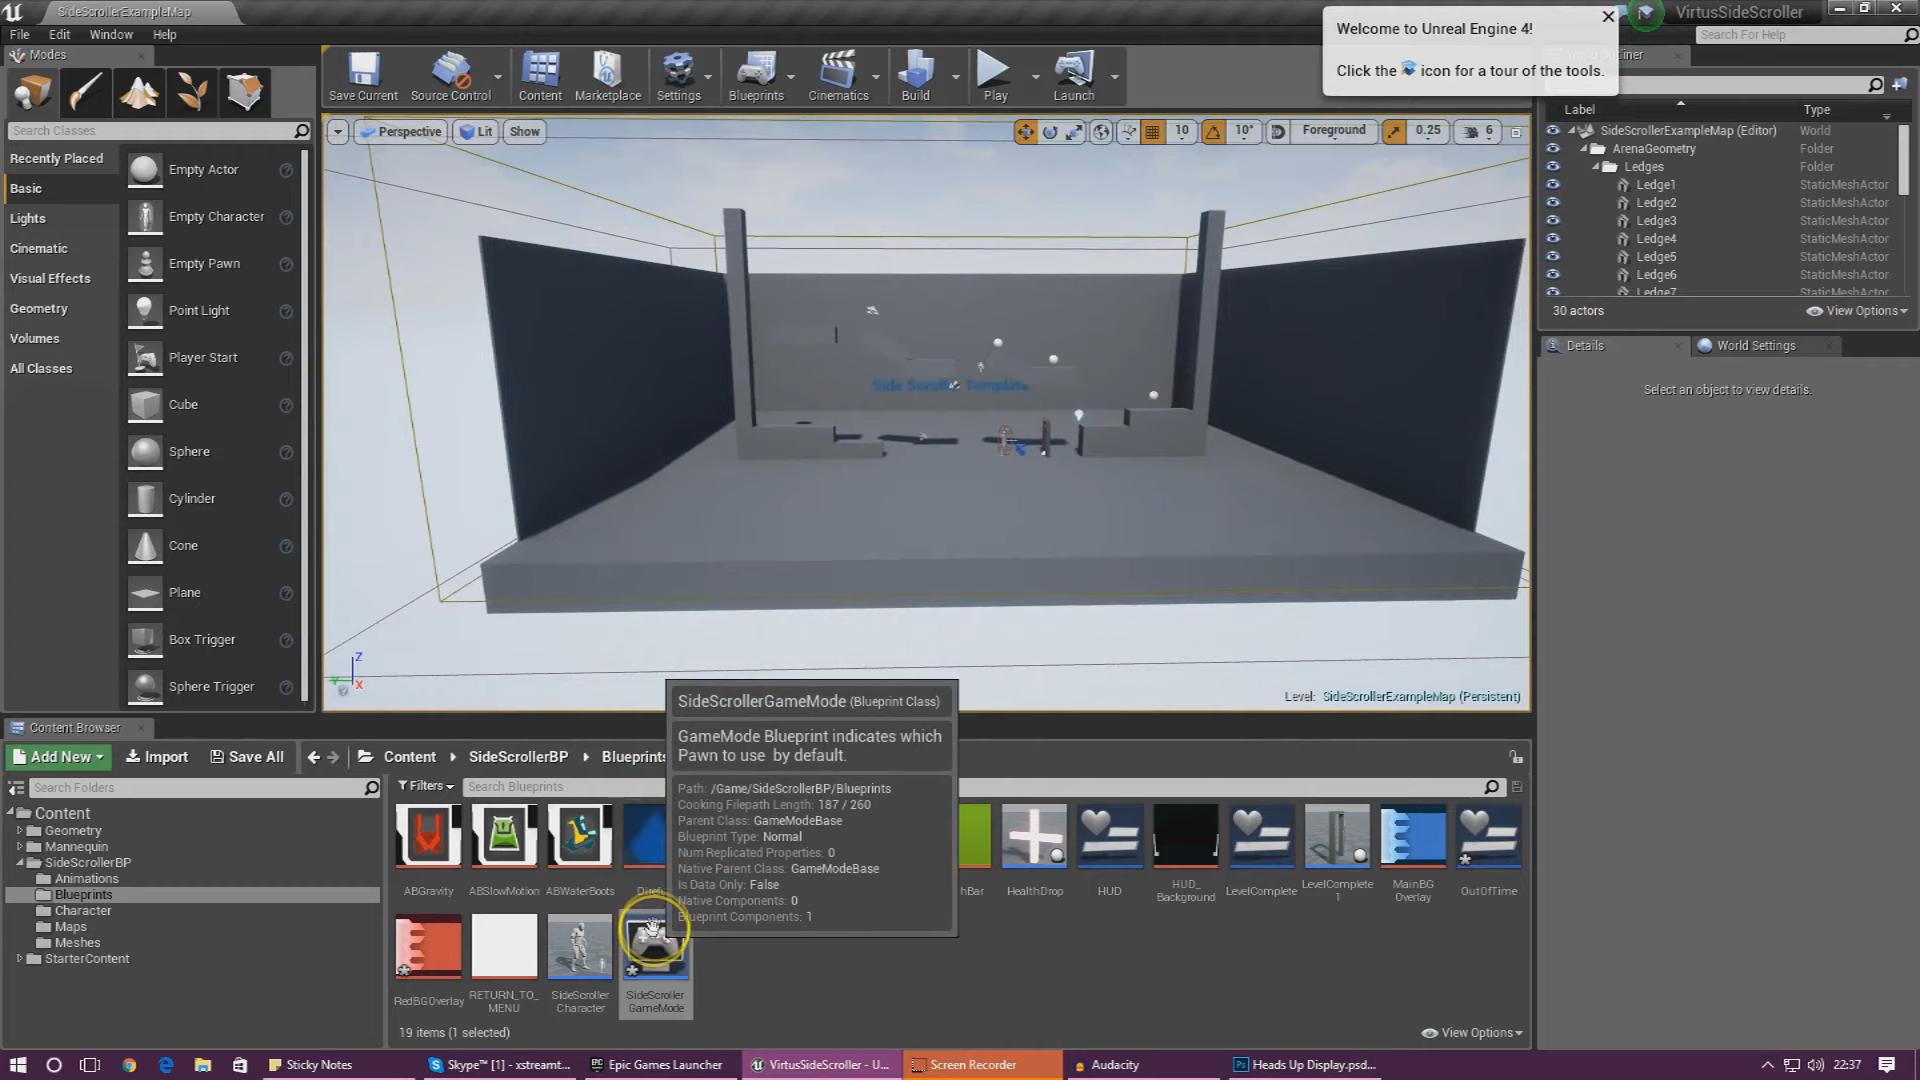 SideScrollerExampleMap
VirtusSideScroller
File Edit Window Help
Search For Help
Welcome to Unreal Engine 4!
Click the icon for a tour of the tools.
Modes
Save Current
Source Control
Content
Marketplace
Settings
Blueprints
Cinematics
Build
Play
Launch
Search Classes
Recently Placed
Basic
Lights
Cinematic
Visual Effects
Geometry
Volumes
All Classes
Empty Actor
Empty Character
Empty Pawn
Point Light
Player Start
Cube
Sphere
Cylinder
Cone
Plane
Box Trigger
Sphere Trigger
Perspective
Lit
Show
10
10°
Foreground
0.25
6
Side Scroller Template
Z
Y
X
Level: SideScrollerExampleMap (Persistent)
Label Type
SideScrollerExampleMap (Editor) World
ArenaGeometry Folder
Ledges Folder
Ledge1 StaticMeshActor
Ledge2 StaticMeshActor
Ledge3 StaticMeshActor
Ledge4 StaticMeshActor
Ledge5 StaticMeshActor
Ledge6 StaticMeshActor
Ledge7 StaticMeshActor
30 actors
View Options
Details
World Settings
Select an object to view details.
Content Browser
Add New
Import
Save All
Content
SideScrollerBP
Blueprints
Search Folders
Filters
Search Blueprints
Content
Geometry
Mannequin
SideScrollerBP
Animations
Blueprints
Character
Maps
Meshes
StarterContent
SideScrollerGameMode (Blueprint Class)
GameMode Blueprint indicates which
Pawn to use by default.
Path: /Game/SideScrollerBP/Blueprints
Cooking Filepath Length: 187 / 260
Parent Class: GameModeBase
Blueprint Type: Normal
Num Replicated Properties: 0
Native Parent Class: GameModeBase
Is Data Only: False
Native Components: 0
Blueprint Components: 1
ABGravity
ABSlowMotion
ABWaterBoots
HealthDrop
HUD
HUD_
Background
LevelComplete
LevelComplete
1
MainBG
Overlay
OutOfTime
RedBGOverlay
RETURN_TO_
MENU
SideScroller
Character
SideScroller
GameMode
19 items (1 selected)
View Options
Sticky Notes
Skype™ [1] - xstreamt...
Epic Games Launcher
VirtusSideScroller - U...
Screen Recorder
Audacity
Heads Up Display.psd...
22:37